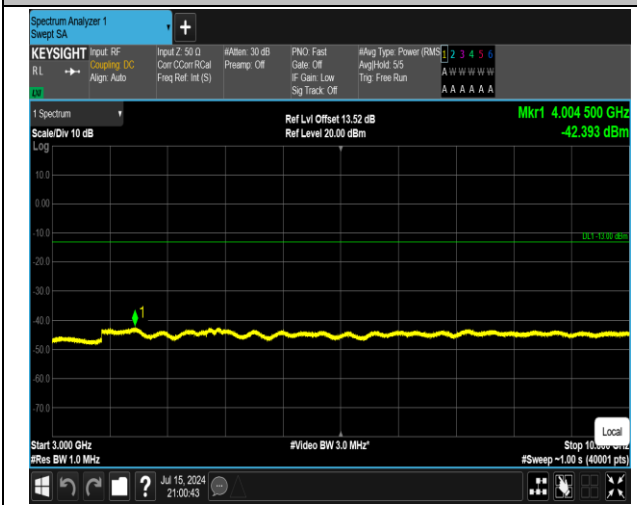 Spectrum Analyzer 1
Swept SA
+
KEYSIGHT Input: RF Input Z: 50 Ω #Atten: 30 dB PNO: Fast #Avg Type: Power (RMS 1 2 3 4 5 6
RL Coupling: DC Corr CCorr RCal Preamp: Off Gate: Off Avg|Hold: 5/5 A W W W W W
Align: Auto Freq Ref: Int (S) IF Gain: Low Trig: Free Run
Sig Track: Off A A A A A A
1 Spectrum Ref Lvl Offset 13.52 dB Mkr1 4.004 500 GHz
Scale/Div 10 dB Ref Level 20.00 dBm -42.393 dBm
Log
10.0
0.00
-10.0
DL1 -13.00 dBm
-20.0
-30.0
-40.0
1
-50.0
-60.0
-70.0
Local
Start 3.000 GHz #Video BW 3.0 MHz* Stop
#Res BW 1.0 MHz #Sweep ~1.00 s (40001 pts)
? Jul 15, 2024
21:00:43